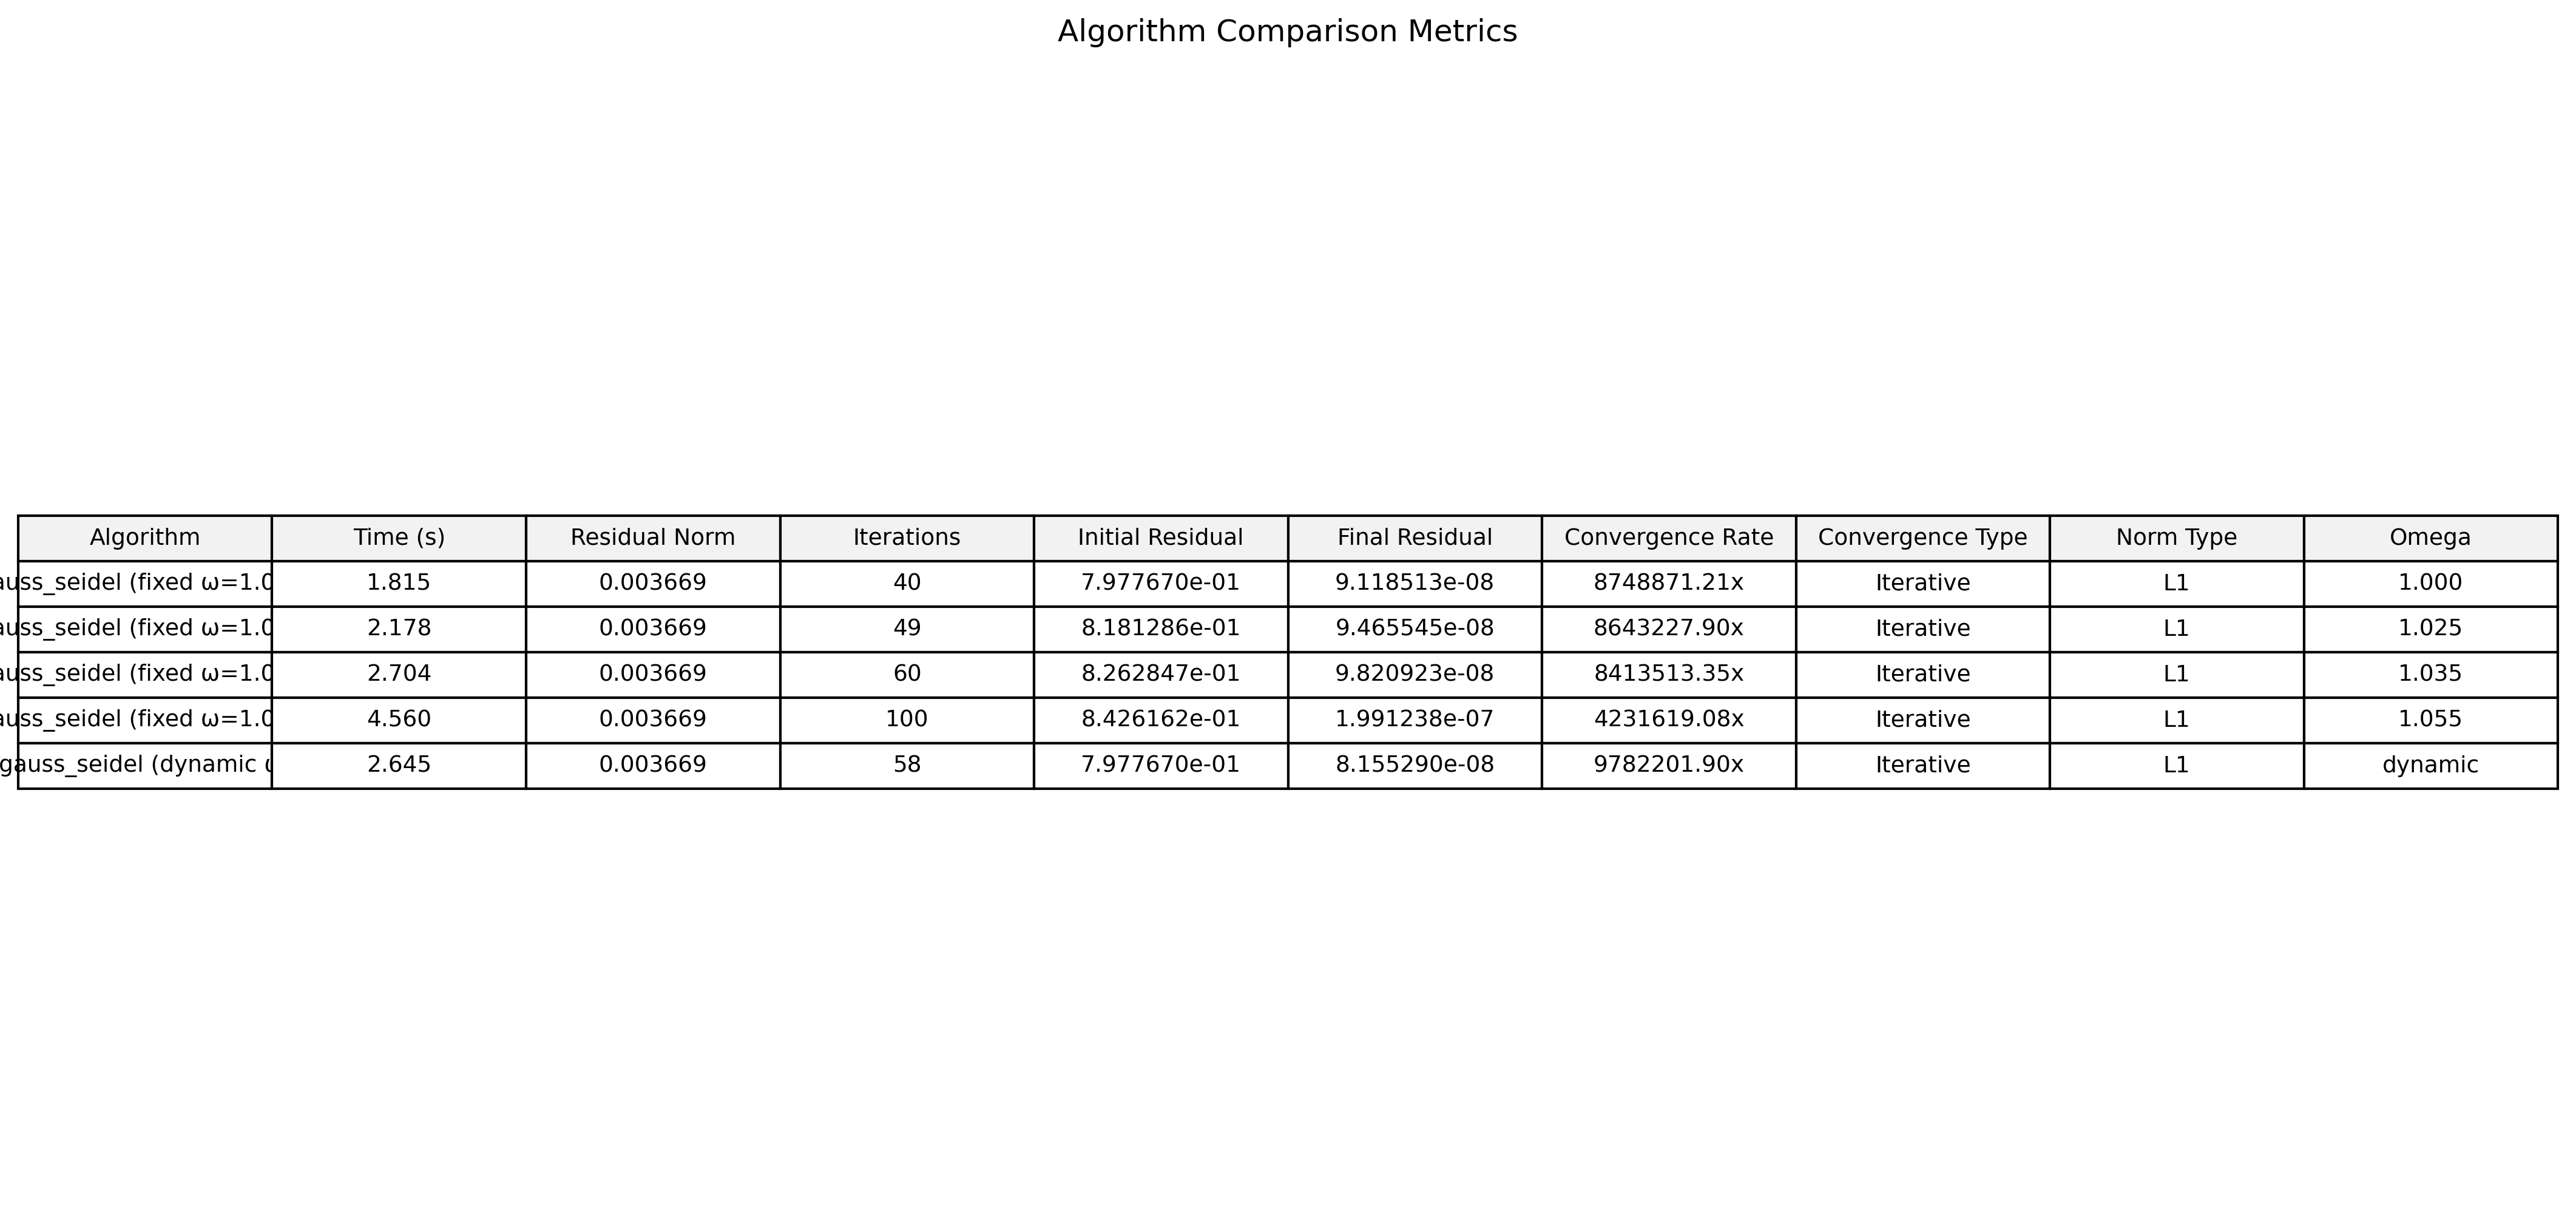 Algorithm Comparison Metrics
Algorithm Time (s) Residual Norm Iterations Initial Residual Final Residual Convergence Rate Convergence Type Norm Type Omega
auss_seidel (fixed ω=1.0 1.815 0.003669 40 7.977670e-01 9.118513e-08 8748871.21x Iterative L1 1.000
auss_seidel (fixed ω=1.0 2.178 0.003669 49 8.181286e-01 9.465545e-08 8643227.90x Iterative L1 1.025
auss_seidel (fixed ω=1.0 2.704 0.003669 60 8.262847e-01 9.820923e-08 8413513.35x Iterative L1 1.035
auss_seidel (fixed ω=1.0 4.560 0.003669 100 8.426162e-01 1.991238e-07 4231619.08x Iterative L1 1.055
gauss_seidel (dynamic 2.645 0.003669 58 7.977670e-01 8.155290e-08 9782201.90x Iterative L1 dynamic